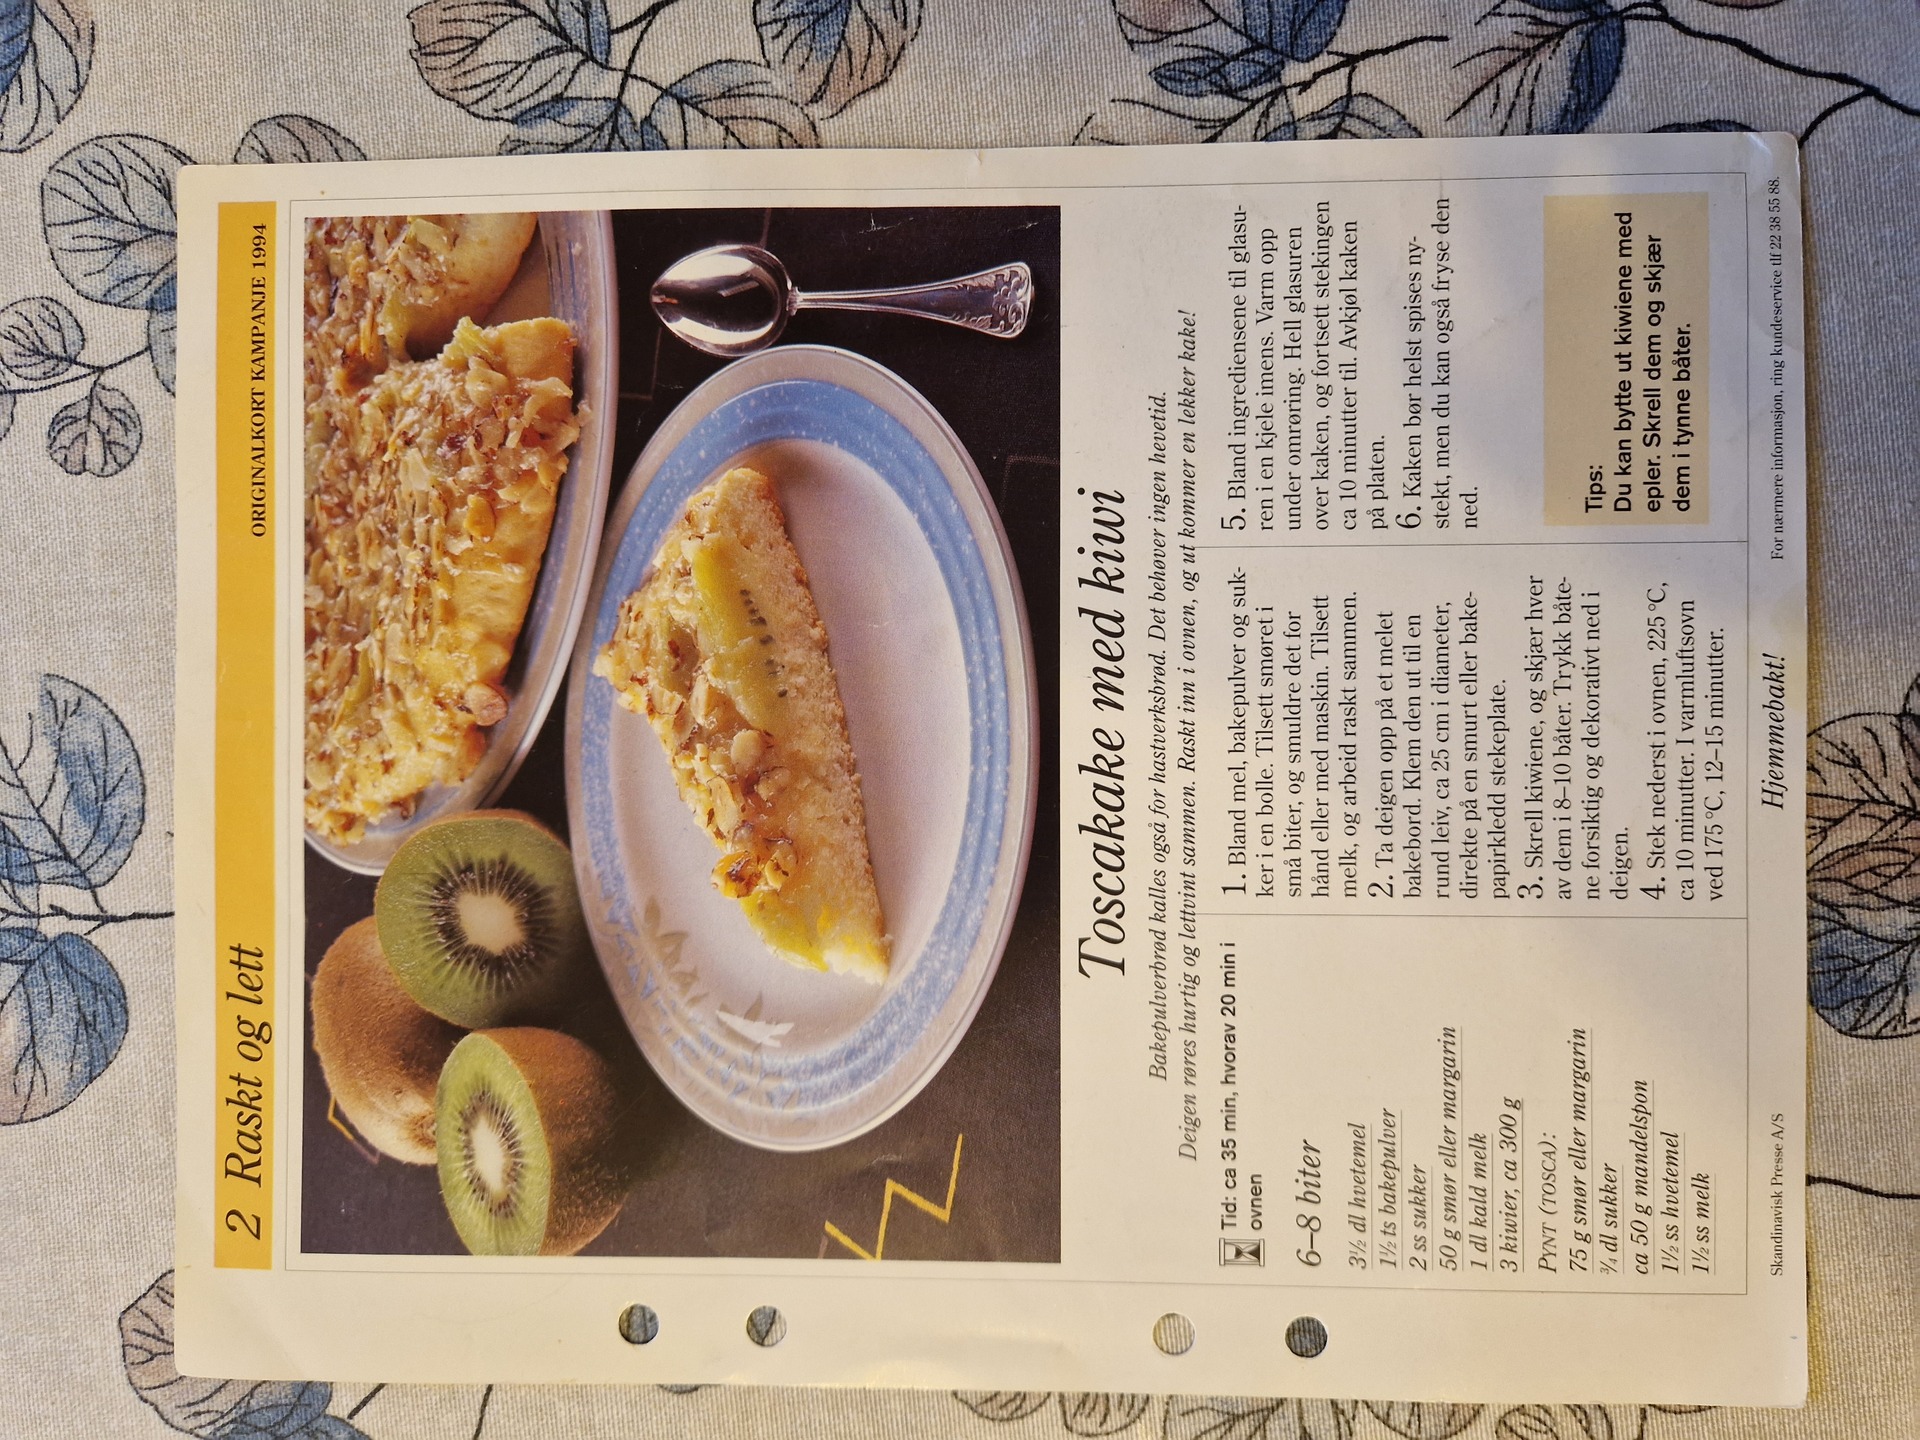 2 Raskt og lett
ORIGINALKORT KAMPANJE 1994
Toscakake med kiwi
Bakepulverbrød kalles også for hastverksbrød. Det behøver ingen hevetid.
Deigen røres hurtig og lettvint sammen. Raskt inn i ovnen, og ut kommer en lekker kake!
Tid: ca 35 min, hvorav 20 min i
ovnen
6–8 biter
3½ dl hvetemel
1½ ts bakepulver
2 ss sukker
50 g smør eller margarin
1 dl kald melk
3 kiwier, ca 300 g
PYNT (TOSCA):
75 g smør eller margarin
¾ dl sukker
ca 50 g mandelspon
1½ ss hvetemel
1½ ss melk
1. Bland mel, bakepulver og suk-
ker i en bolle. Tilsett smøret i
små biter, og smuldre det for
hånd eller med maskin. Tilsett
melk, og arbeid raskt sammen.
2. Ta deigen opp på et melet
bakebord. Klem den ut til en
rund leiv, ca 25 cm i diameter,
direkte på en smurt eller bake-
papirkledd stekeplate.
3. Skrell kiwiene, og skjær hver
av dem i 8–10 båter. Trykk båte-
ne forsiktig og dekorativt ned i
deigen.
4. Stek nederst i ovnen, 225 °C,
ca 10 minutter. I varmluftsovn
ved 175 °C, 12–15 minutter.
5. Bland ingrediensene til glasu-
ren i en kjele imens. Varm opp
under omrøring. Hell glasuren
over kaken, og fortsett stekingen
ca 10 minutter til. Avkjøl kaken
på platen.
6. Kaken bør helst spises ny-
stekt, men du kan også fryse den
ned.
Tips:
Du kan bytte ut kiwiene med
epler. Skrell dem og skjær
dem i tynne båter.
Skandinavisk Presse A/S
Hjemmebakt!
For nærmere informasjon, ring kundeservice tlf 22 38 55 88.